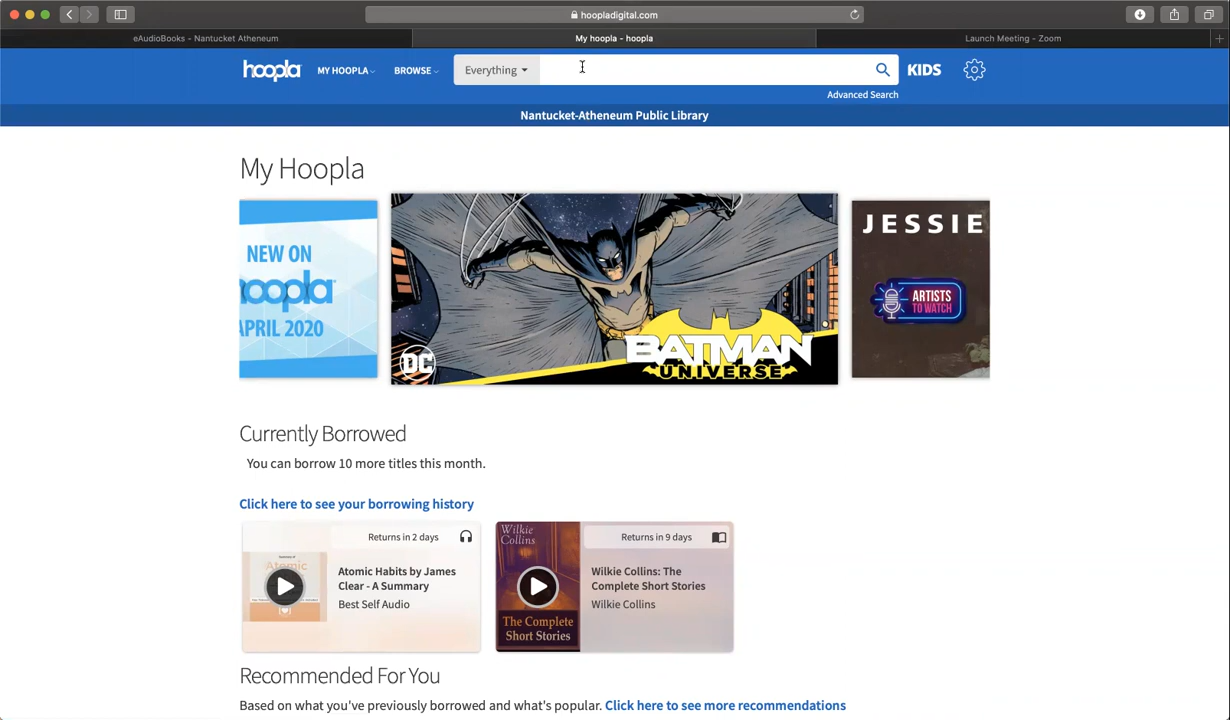 hoopladigital.com
eAudioBooks - Nantucket Atheneum
My hoopla - hoopla
Launch Meeting - Zoom
hoopla
MY HOOPLA
BROWSE
Everything
KIDS
Advanced Search
Nantucket-Atheneum Public Library
My Hoopla
NEW ON
hoopla
APRIL 2020
DC
BATMAN
UNIVERSE
JESSIE
ARTISTS
TO WATCH
Currently Borrowed
You can borrow 10 more titles this month.
Click here to see your borrowing history
Returns in 2 days
Atomic
Atomic Habits by James
Clear - A Summary
Best Self Audio
Wilkie
Collins
The Complete
Short Stories
Returns in 9 days
Wilkie Collins: The
Complete Short Stories
Wilkie Collins
Recommended For You
Based on what you've previously borrowed and what's popular. Click here to see more recommendations